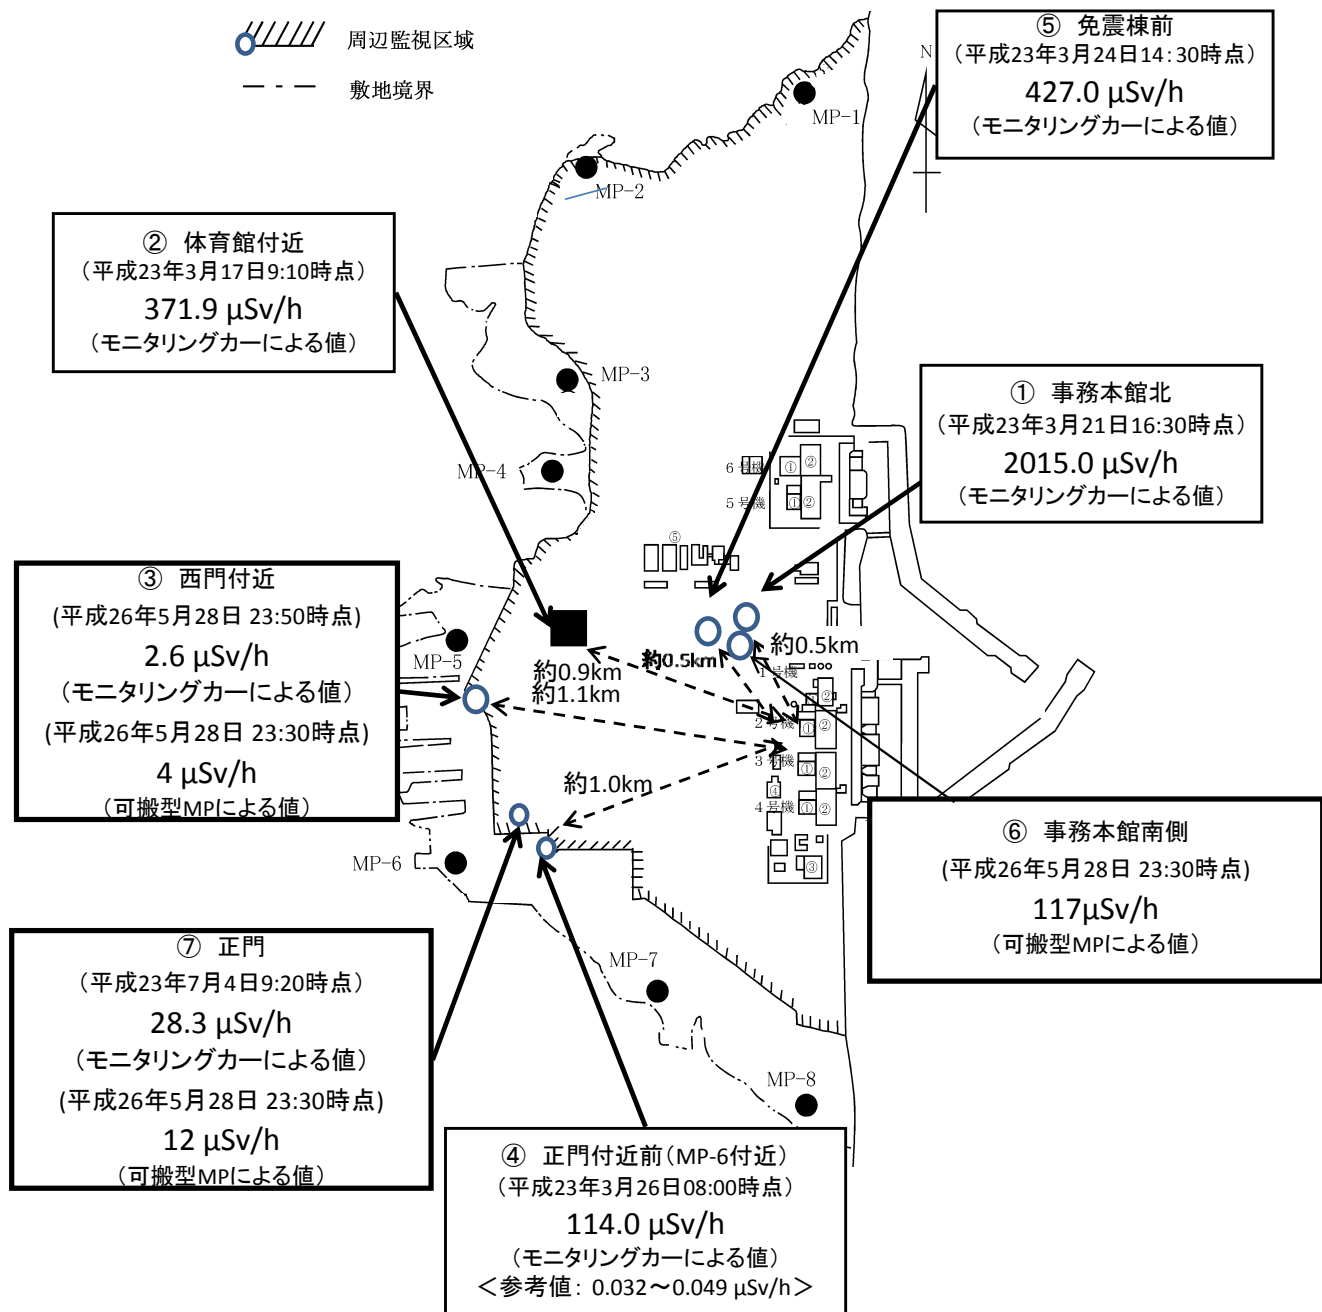 周辺監視区域
敷地境界
⑤ 免震棟前
（平成23年3月24日14：30時点）
427.0 μSv/h
（モニタリングカーによる値）
N
MP-1
MP-2
② 体育館付近
（平成23年3月17日9:10時点）
371.9 μSv/h
（モニタリングカーによる値）
MP-3
① 事務本館北
（平成23年3月21日16:30時点）
2015.0 μSv/h
（モニタリングカーによる値）
MP-4
6号機
①
②
5号機
①
②
⑤
③ 西門付近
(平成26年5月28日 23:50時点)
2.6 μSv/h
（モニタリングカーによる値）
(平成26年5月28日 23:30時点)
4 μSv/h
（可搬型MPによる値）
MP-5
約0.9km
約1.1km
約0.5km
約0.5km
1号機
②
2号機
①
②
3号機
①
②
④
4号機
①
②
③
約1.0km
MP-6
⑥ 事務本館南側
(平成26年5月28日 23:30時点)
117μSv/h
（可搬型MPによる値）
⑦ 正門
（平成23年7月4日9:20時点）
28.3 μSv/h
（モニタリングカーによる値）
(平成26年5月28日 23:30時点)
12 μSv/h
（可搬型MPによる値）
MP-7
MP-8
④ 正門付近前（MP-6付近）
（平成23年3月26日08:00時点）
114.0 μSv/h
（モニタリングカーによる値）
＜参考値：0.032～0.049 μSv/h＞